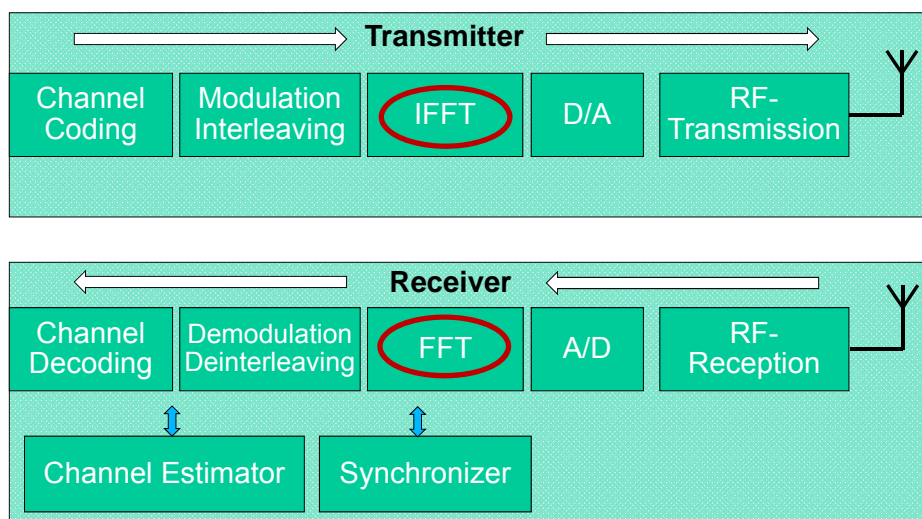 Transmitter
Channel
Coding
Modulation
Interleaving
IFFT
D/A
RF-
Transmission
Receiver
Channel
Decoding
Demodulation
Deinterleaving
FFT
A/D
RF-
Reception
Channel Estimator
Synchronizer